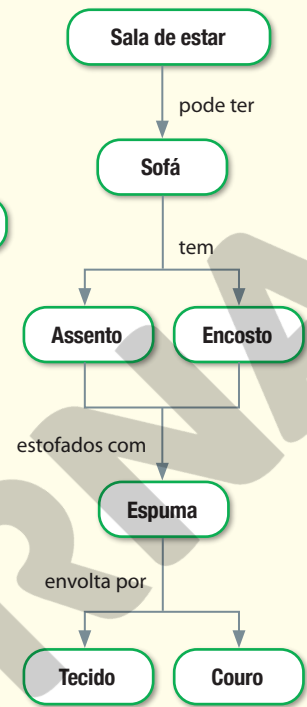 Sala de estar
pode ter
Sofá
tem
Assento Encosto
estofados com
Espuma
envolta por
Tecido Couro